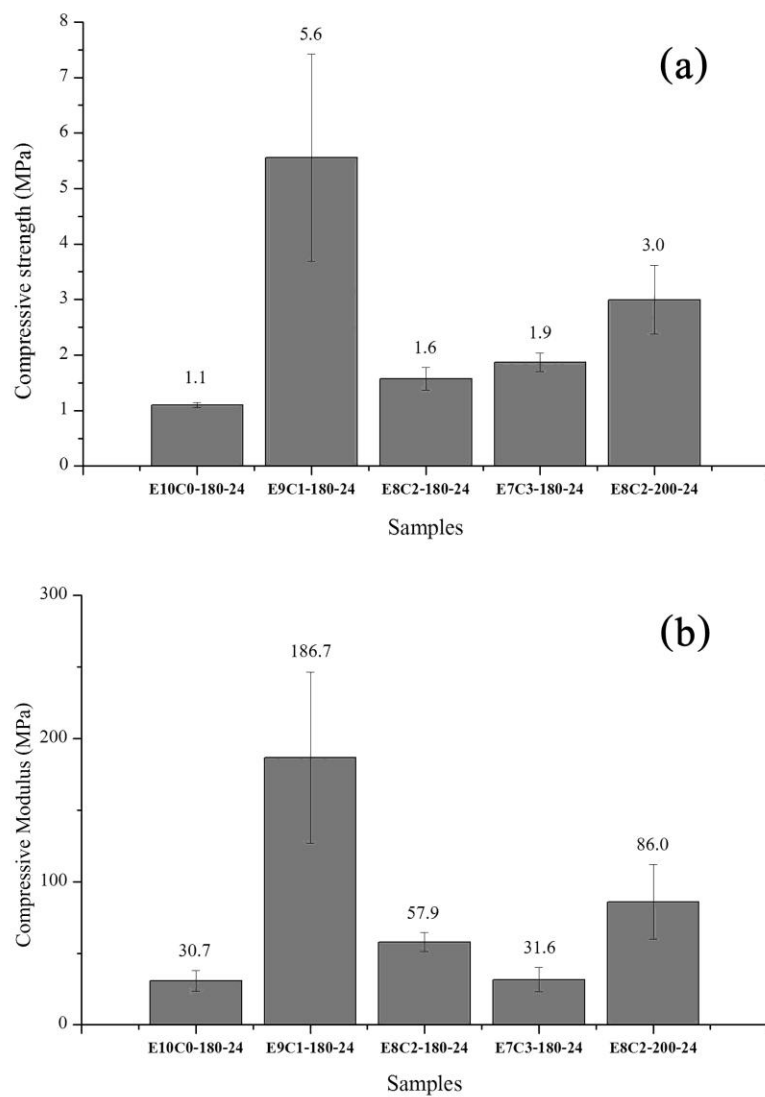 (a)
Compressive strength (MPa)
8
7
6
5
4
3
2
1
0
1.1
5.6
1.6
1.9
3.0
E10C0-180-24 E9C1-180-24 E8C2-180-24 E7C3-180-24 E8C2-200-24
Samples
(b)
Compressive Modulus (MPa)
300
200
100
0
30.7
186.7
57.9
31.6
86.0
E10C0-180-24 E9C1-180-24 E8C2-180-24 E7C3-180-24 E8C2-200-24
Samples